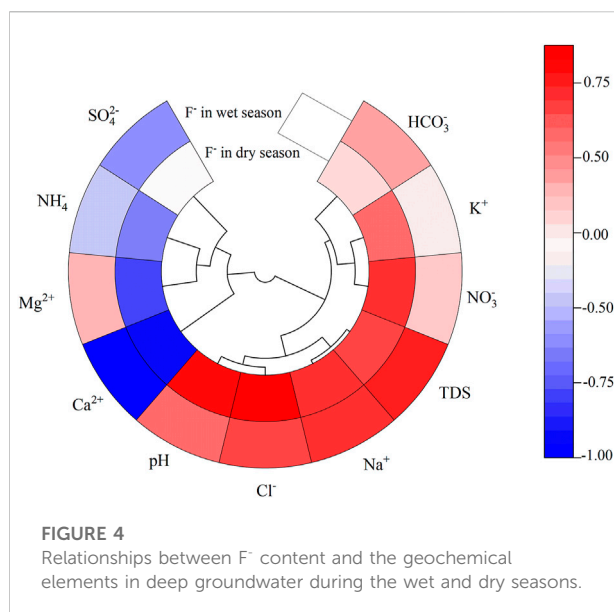 SO₄²⁻
F⁻ in wet season
F⁻ in dry season
HCO₃⁻
NH₄⁻
K⁺
Mg²⁺
NO₃⁻
Ca²⁺
TDS
pH
Na⁺
Cl⁻
0.75
0.50
0.00
-0.50
-0.75
-1.00
FIGURE 4
Relationships between F⁻ content and the geochemical
elements in deep groundwater during the wet and dry seasons.